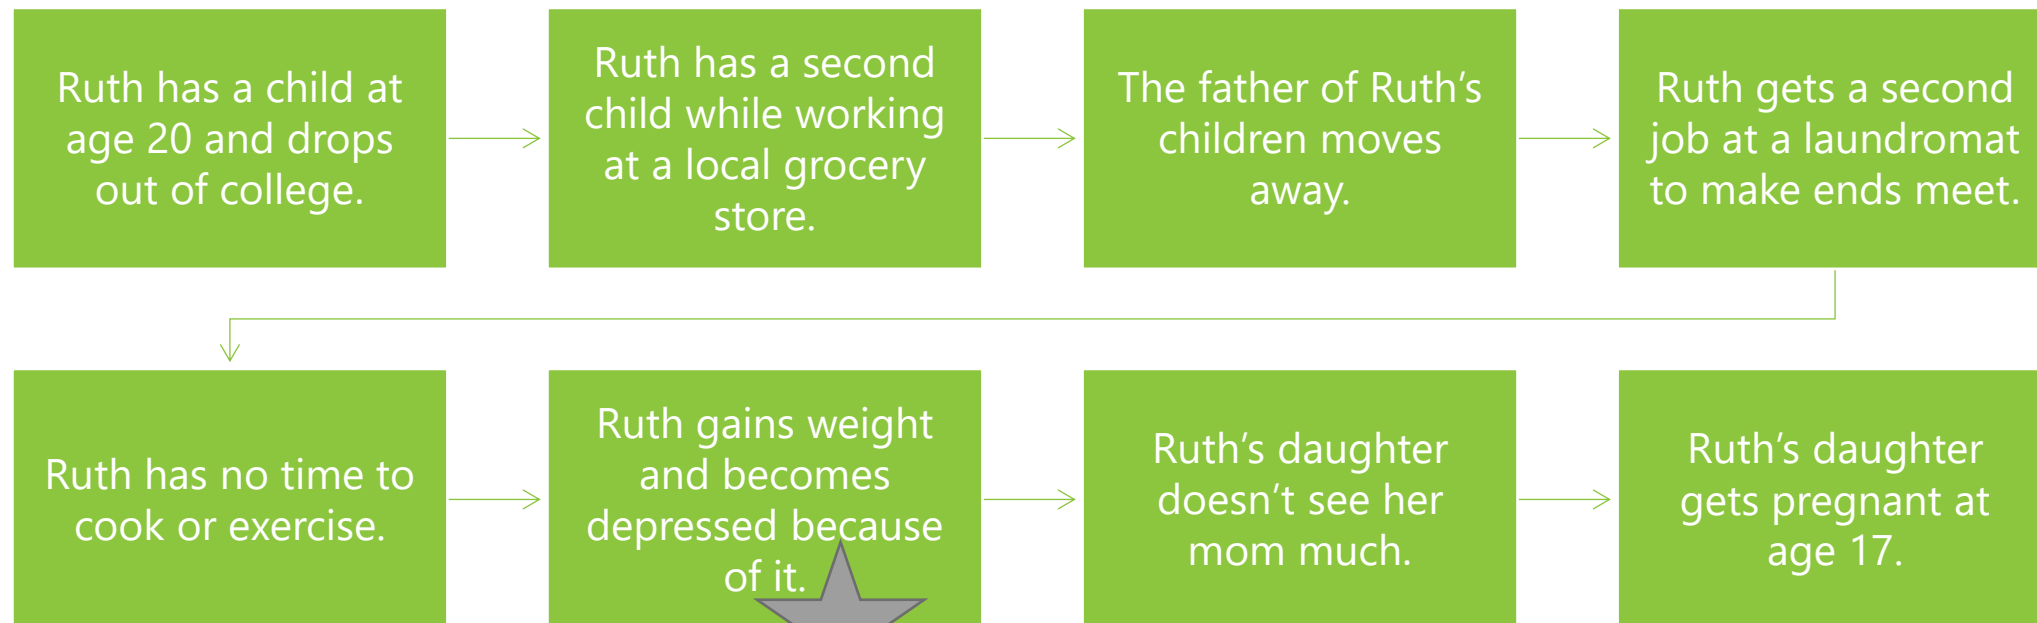 Ruth has a child at
age 20 and drops
out of college.
Ruth has a second
child while working
at a local grocery
store.
The father of Ruth’s
children moves
away.
Ruth gets a second
job at a laundromat
to make ends meet.
Ruth has no time to
cook or exercise.
Ruth gains weight
and becomes
depressed because
of it.
Ruth’s daughter
doesn’t see her
mom much.
Ruth’s daughter
gets pregnant at
age 17.